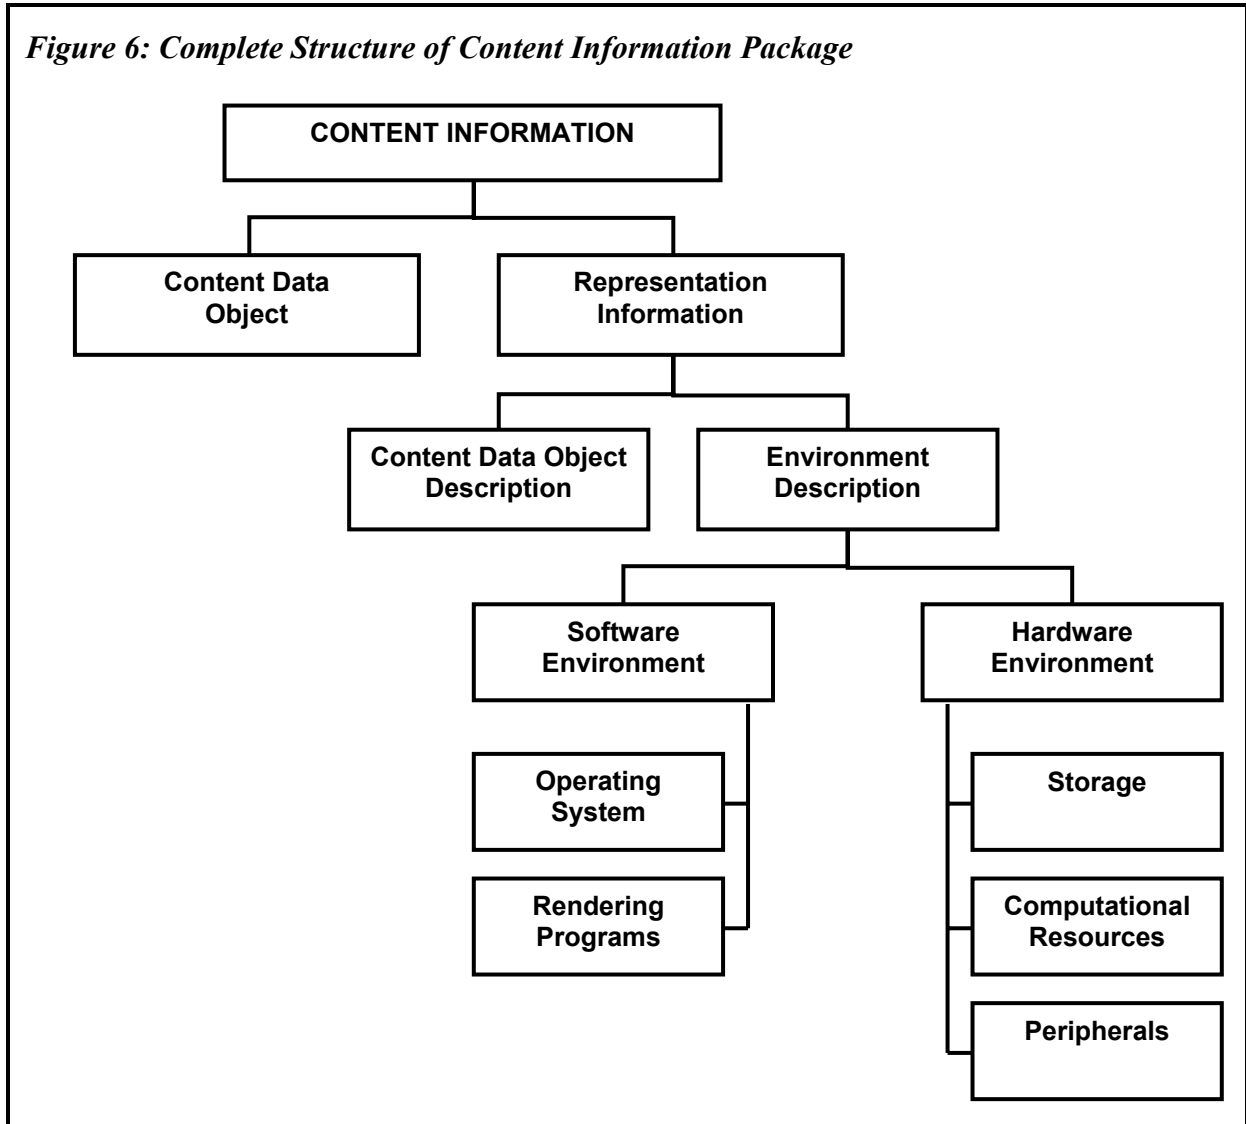 Figure 6: Complete Structure of Content Information Package
CONTENT INFORMATION
Content Data
Object
Representation
Information
Content Data Object
Description
Environment
Description
Software
Environment
Hardware
Environment
Operating
System
Storage
Rendering
Programs
Computational
Resources
Peripherals